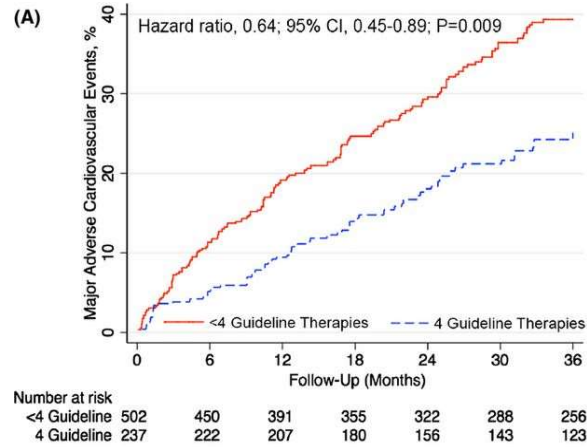 (A)
Hazard ratio, 0.64; 95% CI, 0.45-0.89; P=0.009
Major Adverse Cardiovascular Events, %
40
30
20
10
0
<4 Guideline Therapies
4 Guideline Therapies
0 6 12 18 24 30 36
Follow-Up (Months)
Number at risk
<4 Guideline 502 450 391 355 322 288 256
4 Guideline 237 222 207 180 156 143 123